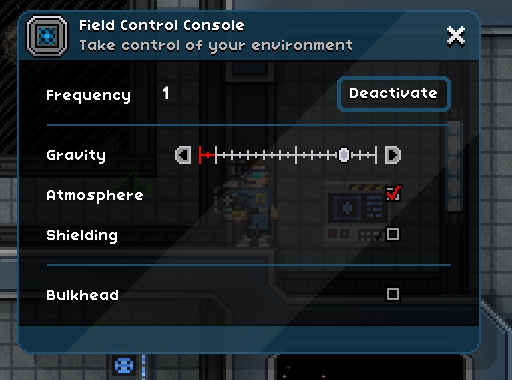 Field Control Console
Take control of your environment
Frequency 1 Deactivate
Gravity
Atmosphere
Shielding
Bulkhead